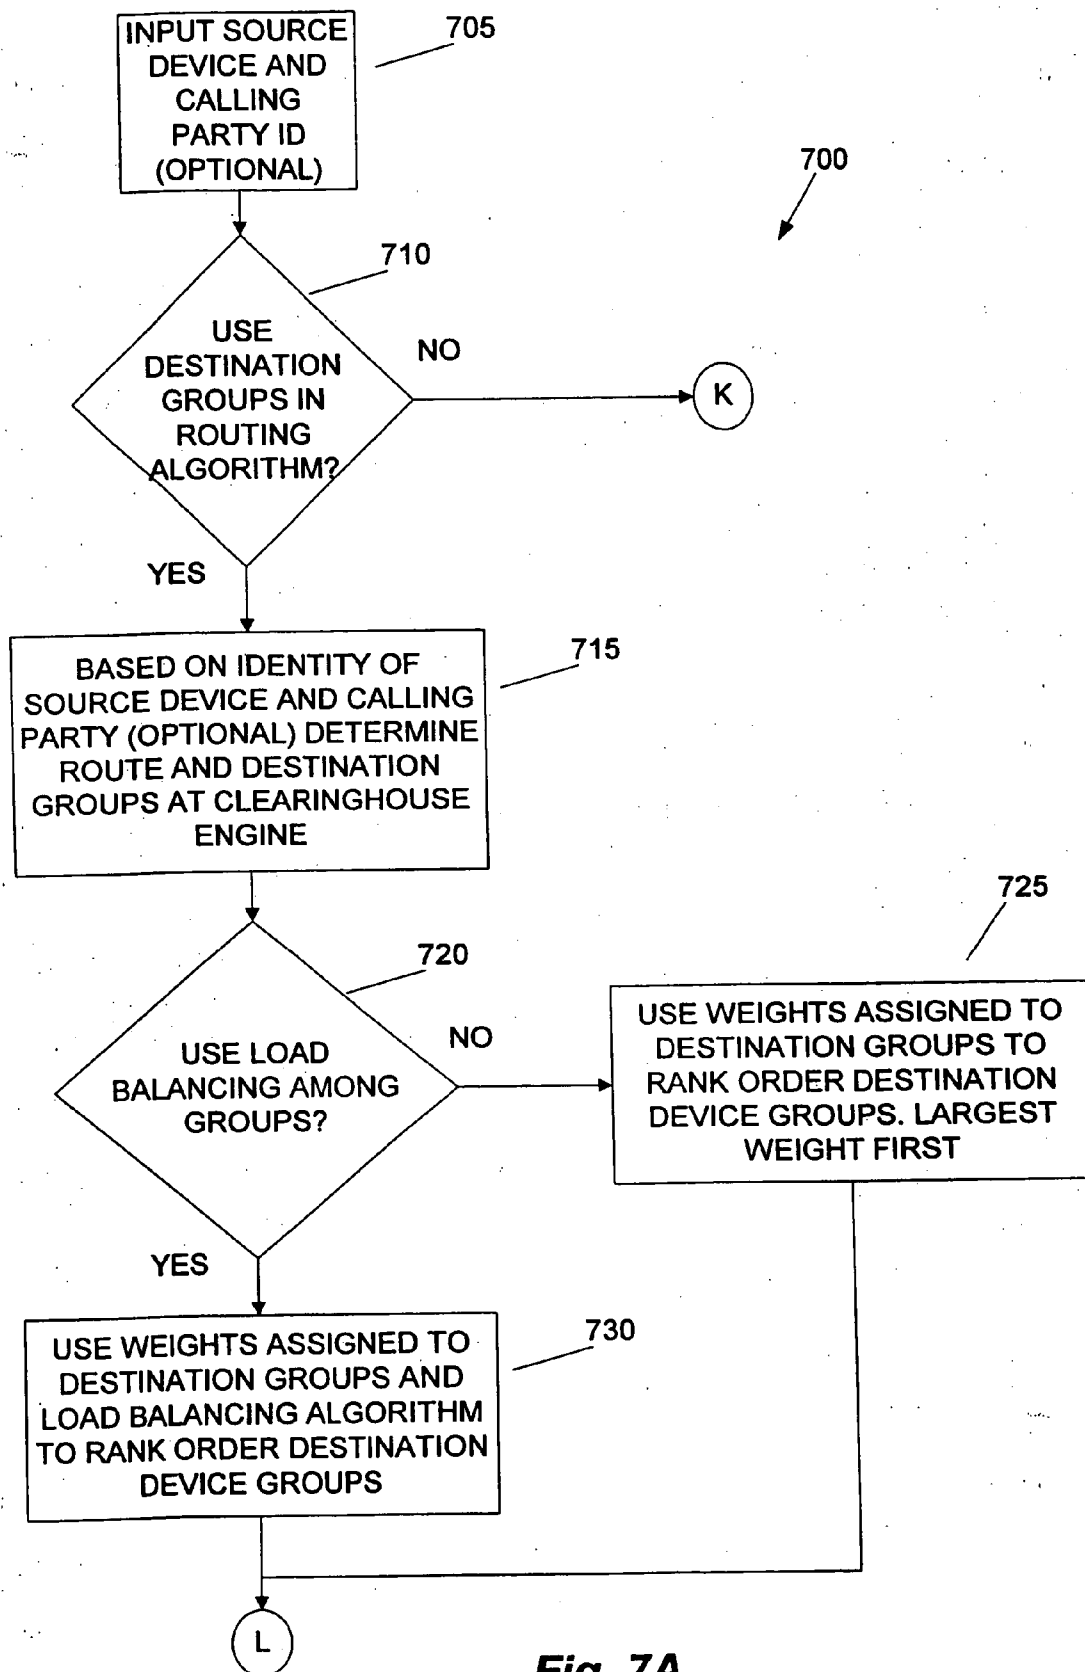 INPUT SOURCE
DEVICE AND
CALLING
PARTY ID
(OPTIONAL)
705
700
710
USE
DESTINATION
GROUPS IN
ROUTING
ALGORITHM?
NO
K
YES
BASED ON IDENTITY OF
SOURCE DEVICE AND CALLING
PARTY (OPTIONAL) DETERMINE
ROUTE AND DESTINATION
GROUPS AT CLEARINGHOUSE
ENGINE
715
720
USE LOAD
BALANCING AMONG
GROUPS?
NO
725
USE WEIGHTS ASSIGNED TO
DESTINATION GROUPS TO
RANK ORDER DESTINATION
DEVICE GROUPS. LARGEST
WEIGHT FIRST
YES
USE WEIGHTS ASSIGNED TO
DESTINATION GROUPS AND
LOAD BALANCING ALGORITHM
TO RANK ORDER DESTINATION
DEVICE GROUPS
730
L
Fig. 7A